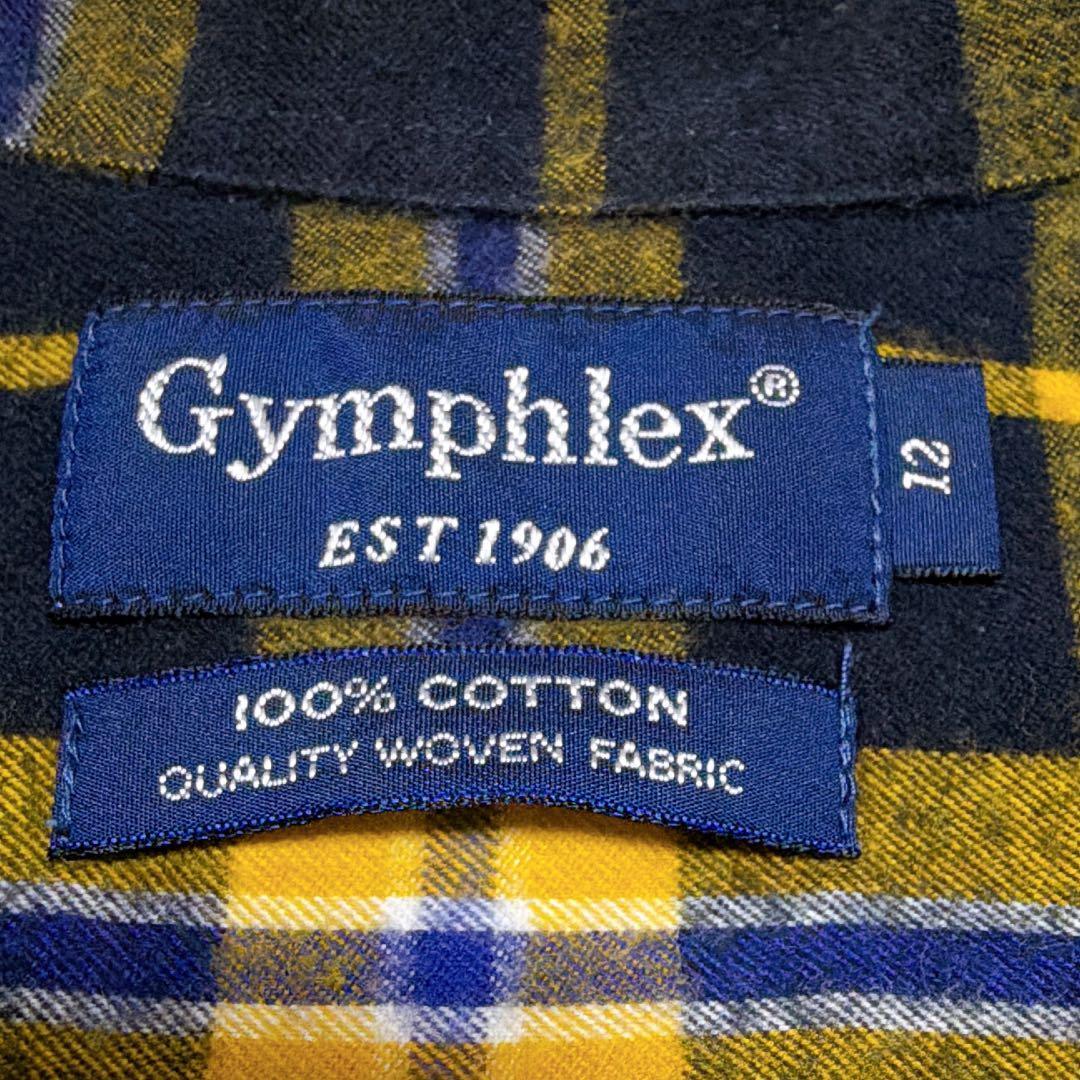 Gymphlex®
EST 1906
12
100% COTTON
QUALITY WOVEN FABRIC